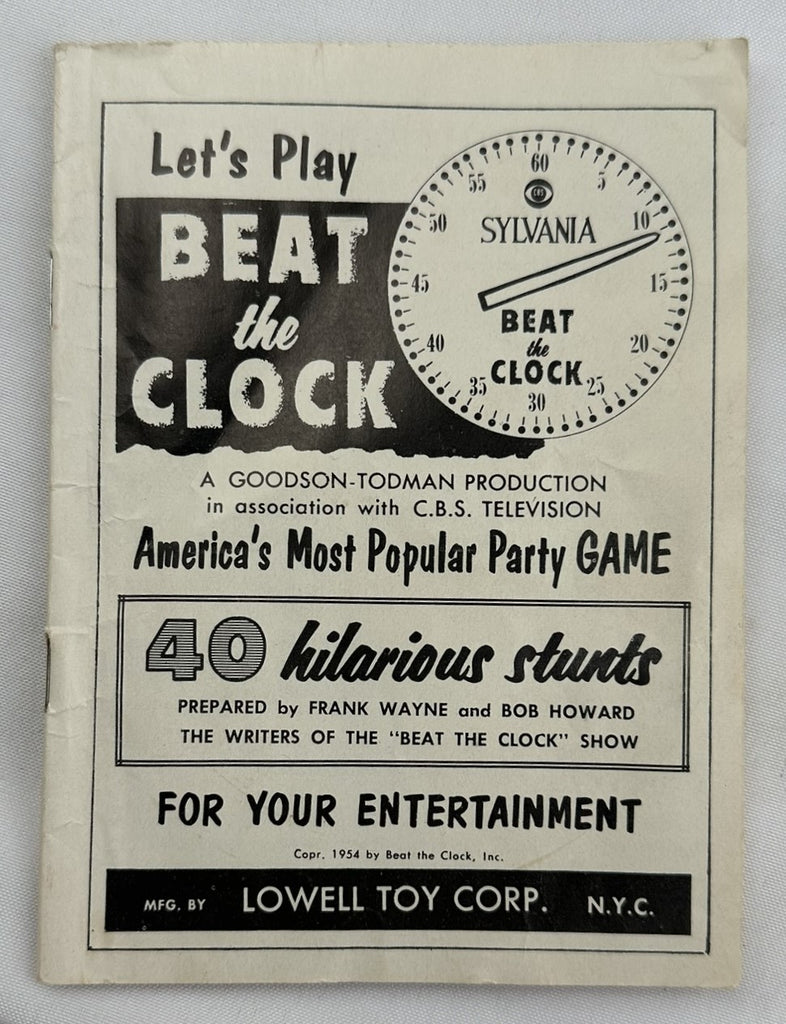 Let's Play
BEAT
the
CLOCK
60
5
10
15
20
25
30
35
40
45
50
55
CBS
SYLVANIA
BEAT
the
CLOCK
A GOODSON-TODMAN PRODUCTION
in association with C.B.S. TELEVISION
America's Most Popular Party GAME
40 hilarious stunts
PREPARED by FRANK WAYNE and BOB HOWARD
THE WRITERS OF THE "BEAT THE CLOCK" SHOW
FOR YOUR ENTERTAINMENT
Copr. 1954 by Beat the Clock, Inc.
MFG. BY LOWELL TOY CORP. N.Y.C.